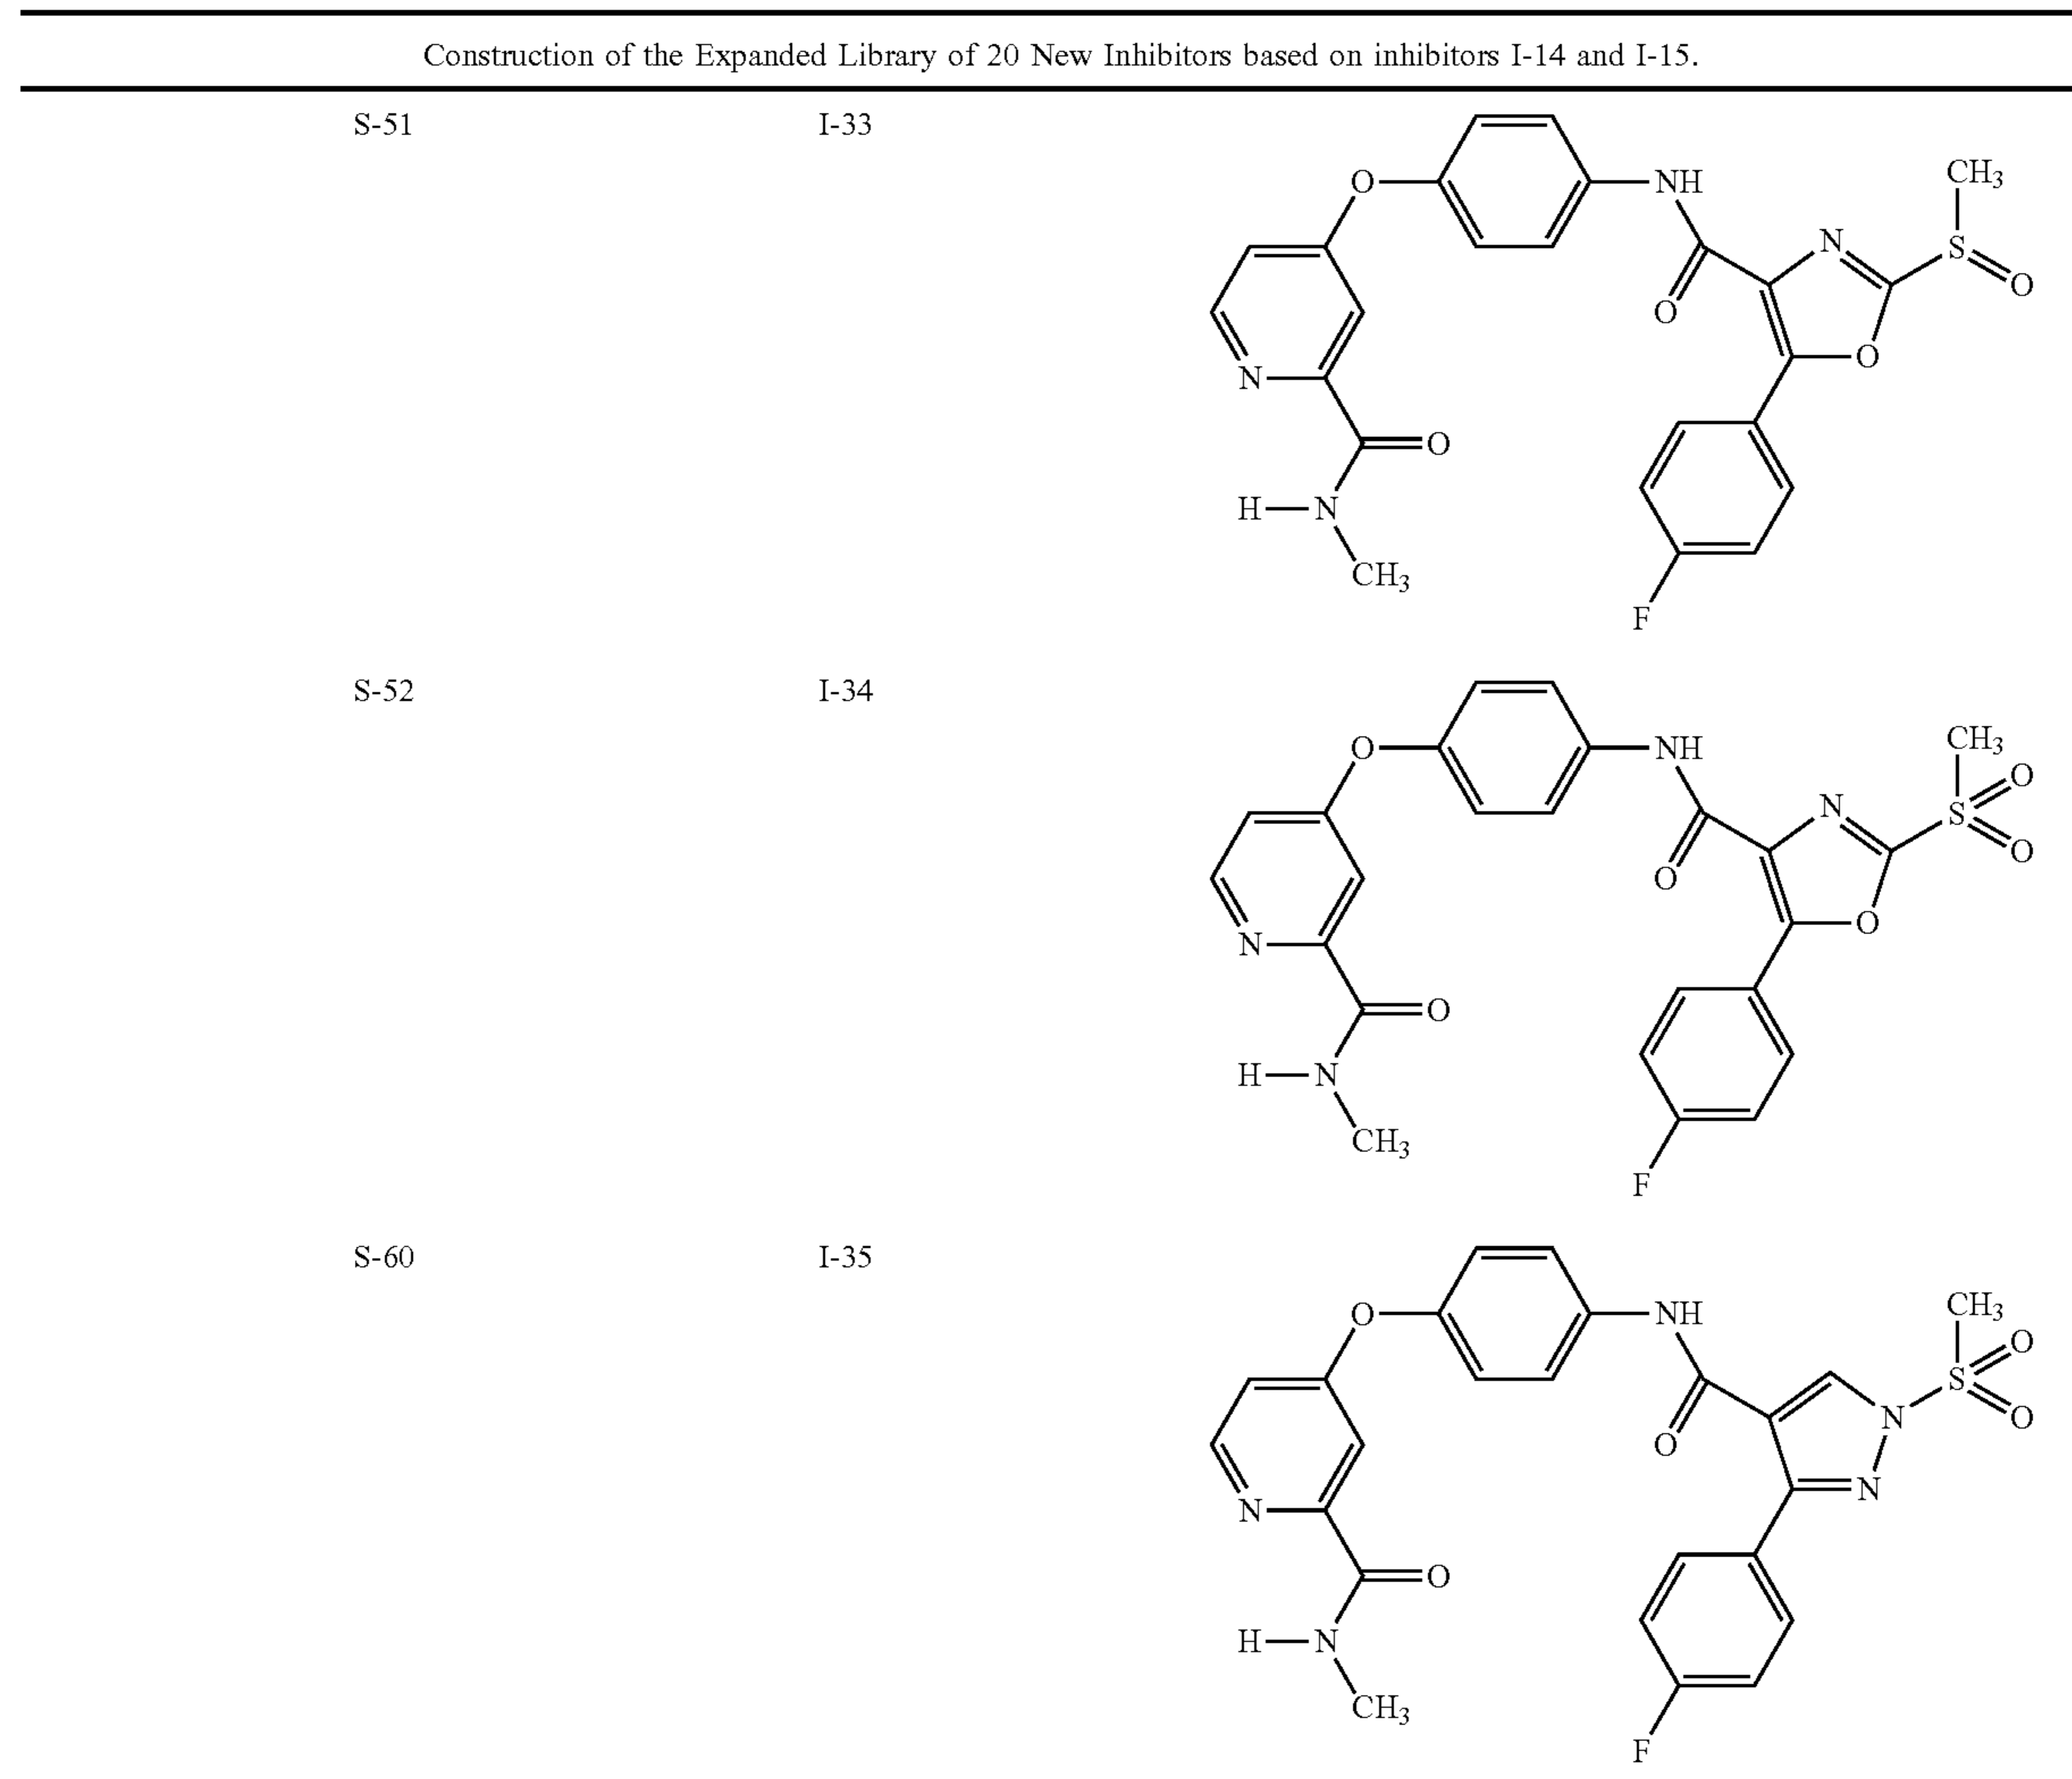 Construction of the Expanded Library of 20 New Inhibitors based on inhibitors I-14 and I-15.
S-51 I-33
CH3
O NH
N S
O O
O
N
O
H—N
CH3
F
S-52 I-34
CH3
O NH
O
N S
O O
O
N
O
H—N
CH3
F
S-60 I-35
CH3
O NH
O
S
N
O O
N
N
O
H—N
CH3
F